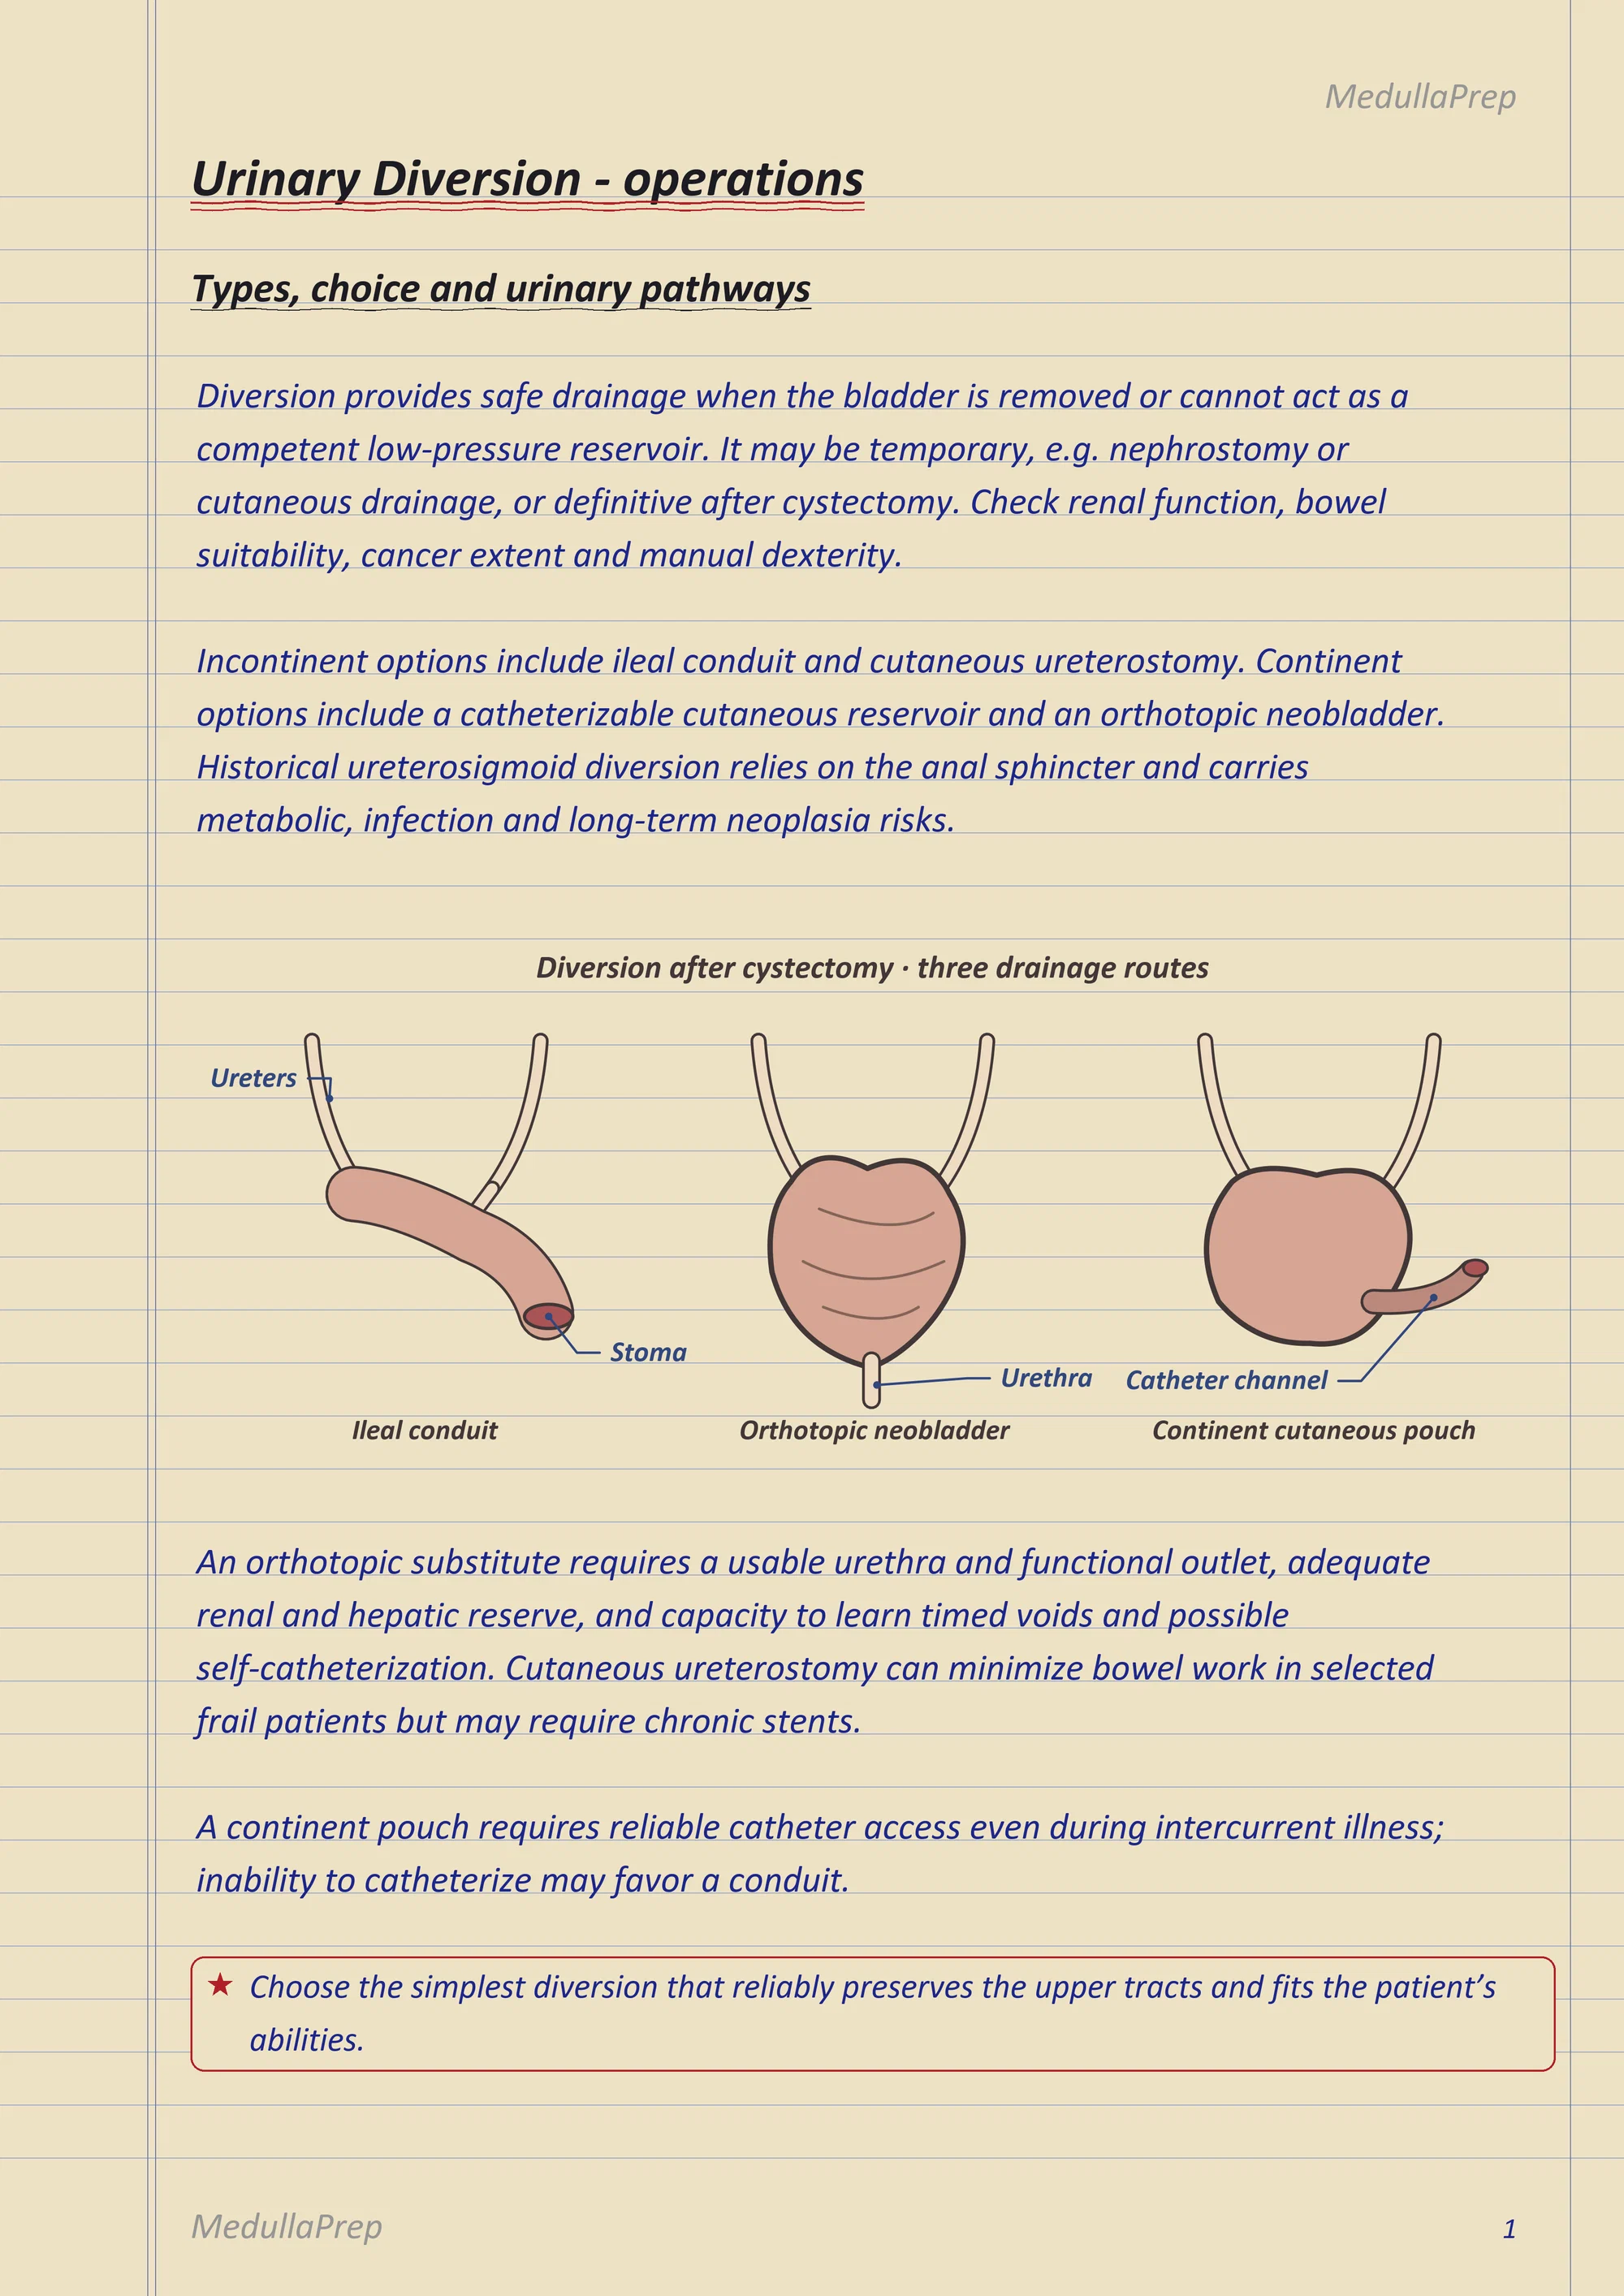 MedullaPrep
Urinary Diversion - operations
Types, choice and urinary pathways
Diversion provides safe drainage when the bladder is removed or cannot act as a
competent low-pressure reservoir. It may be temporary, e.g. nephrostomy or
cutaneous drainage, or definitive after cystectomy. Check renal function, bowel
suitability, cancer extent and manual dexterity.
Incontinent options include ileal conduit and cutaneous ureterostomy. Continent
options include a catheterizable cutaneous reservoir and an orthotopic neobladder.
Historical ureterosigmoid diversion relies on the anal sphincter and carries
metabolic, infection and long-term neoplasia risks.
Diversion after cystectomy · three drainage routes
Ureters
Stoma
Urethra
Catheter channel
Ileal conduit
Orthotopic neobladder
Continent cutaneous pouch
An orthotopic substitute requires a usable urethra and functional outlet, adequate
renal and hepatic reserve, and capacity to learn timed voids and possible
self-catheterization. Cutaneous ureterostomy can minimize bowel work in selected
frail patients but may require chronic stents.
A continent pouch requires reliable catheter access even during intercurrent illness;
inability to catheterize may favor a conduit.
★ Choose the simplest diversion that reliably preserves the upper tracts and fits the patient’s
abilities.
MedullaPrep
1